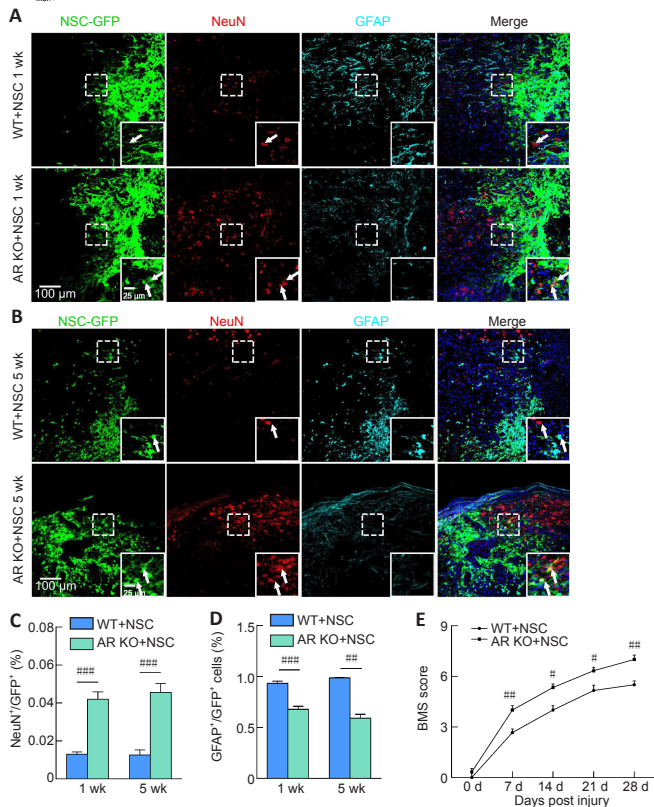 A
NSC-GFP NeuN GFAP Merge
WT+NSC 1 wk
AR KO+NSC 1 wk
100 μm
25 μm
B
NSC-GFP NeuN GFAP Merge
WT+NSC 5 wk
AR KO+NSC 5 wk
100 μm
25 μm
C
NeuN+/GFP+ (%)
0.08
0.06
0.04
0.02
0
WT+NSC
AR KO+NSC
### ###
1 wk 5 wk
D
GFAP+/GFP+ cells (%)
1.5
1.0
0.5
0
WT+NSC
AR KO+NSC
### ##
1 wk 5 wk
E
BMS score
9
6
3
0
WT+NSC
AR KO+NSC
## # # ##
0 d 7 d 14 d 21 d 28 d
Days post injury